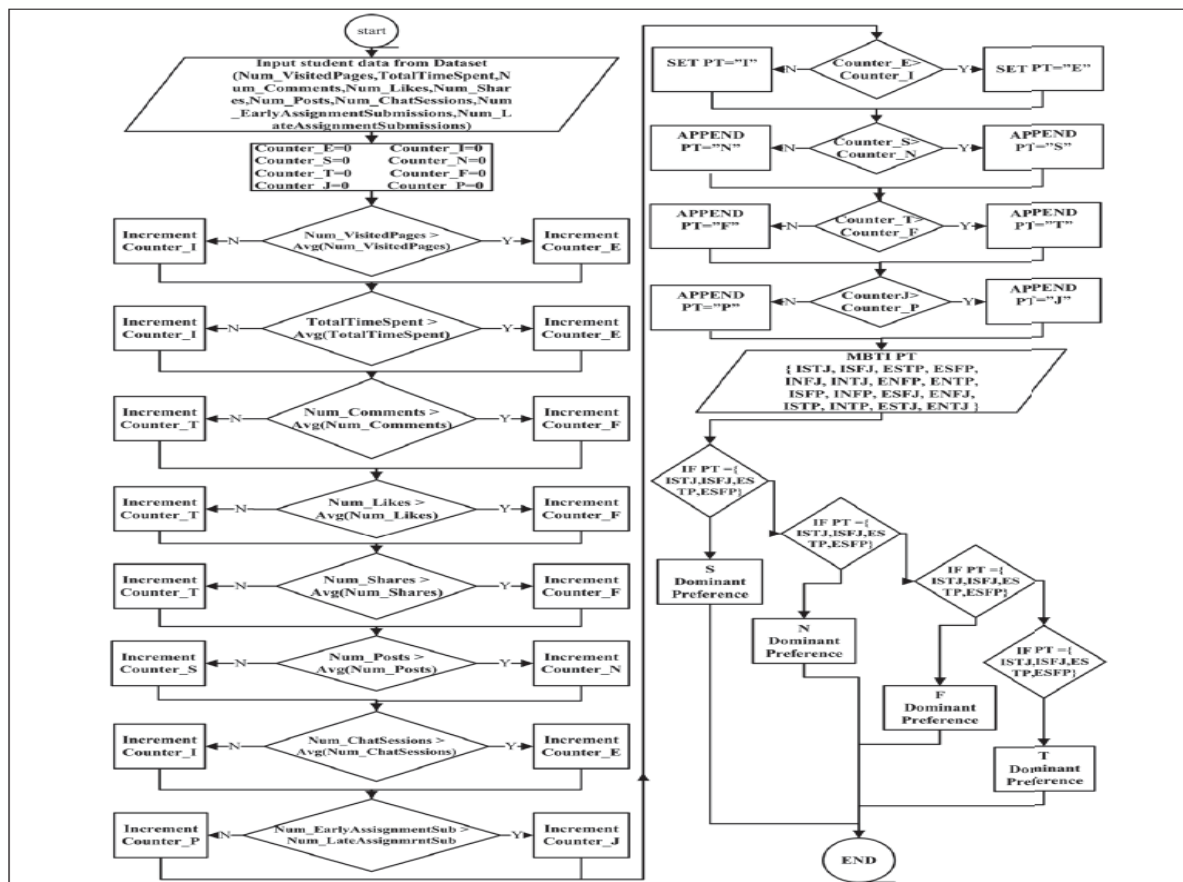 start
Input student data from Dataset
(Num_VisitedPages,TotalTimeSpent,N
um_Comments,Num_Likes,Num_Shar
es,Num_Posts,Num_ChatSessions,Num
_EarlyAssignmentSubmissions,Num_L
ateAssignmentSubmissions)
Counter_E=0 Counter_I=0
Counter_S=0 Counter_N=0
Counter_T=0 Counter_F=0
Counter_J=0 Counter_P=0
Increment
Counter_I
N
Num_VisitedPages >
Avg(Num_VisitedPages)
Y
Increment
Counter_E
Increment
Counter_I
N
TotalTimeSpent >
Avg(TotalTimeSpent)
Y
Increment
Counter_E
Increment
Counter_T
N
Num_Comments >
Avg(Num_Comments)
Y
Increment
Counter_F
Increment
Counter_T
N
Num_Likes >
Avg(Num_Likes)
Y
Increment
Counter_F
Increment
Counter_T
N
Num_Shares >
Avg(Num_Shares)
Y
Increment
Counter_F
Increment
Counter_S
N
Num_Posts >
Avg(Num_Posts)
Y
Increment
Counter_N
Increment
Counter_I
N
Num_ChatSessions >
Avg(Num_ChatSessions)
Y
Increment
Counter_E
Increment
Counter_P
N
Num_EarlyAssisgnmentSub >
Num_LateAssignmrntSub
Y
Increment
Counter_J
SET PT="I"
N
Counter_E>
Counter_I
Y
SET PT="E"
APPEND
PT="N"
N
Counter_S>
Counter_N
Y
APPEND
PT="S"
APPEND
PT="F"
N
Counter_T>
Counter_F
Y
APPEND
PT="T"
APPEND
PT="P"
N
CounterJ>
Counter_P
Y
APPEND
PT="J"
MBTI PT
{ ISTJ, ISFJ, ESTP, ESFP,
INFJ, INTJ, ENFP, ENTP,
ISFP, INFP, ESFJ, ENFJ,
ISTP, INTP, ESTJ, ENTJ }
IF PT ={
ISTJ,ISFJ,ES
TP,ESFP}
IF PT ={
ISTJ,ISFJ,ES
TP,ESFP}
IF PT ={
ISTJ,ISFJ,ES
TP,ESFP}
IF PT ={
ISTJ,ISFJ,ES
TP,ESFP}
S
Dominant
Preference
N
Dominant
Preference
F
Dominant
Preference
T
Dominant
Preference
END